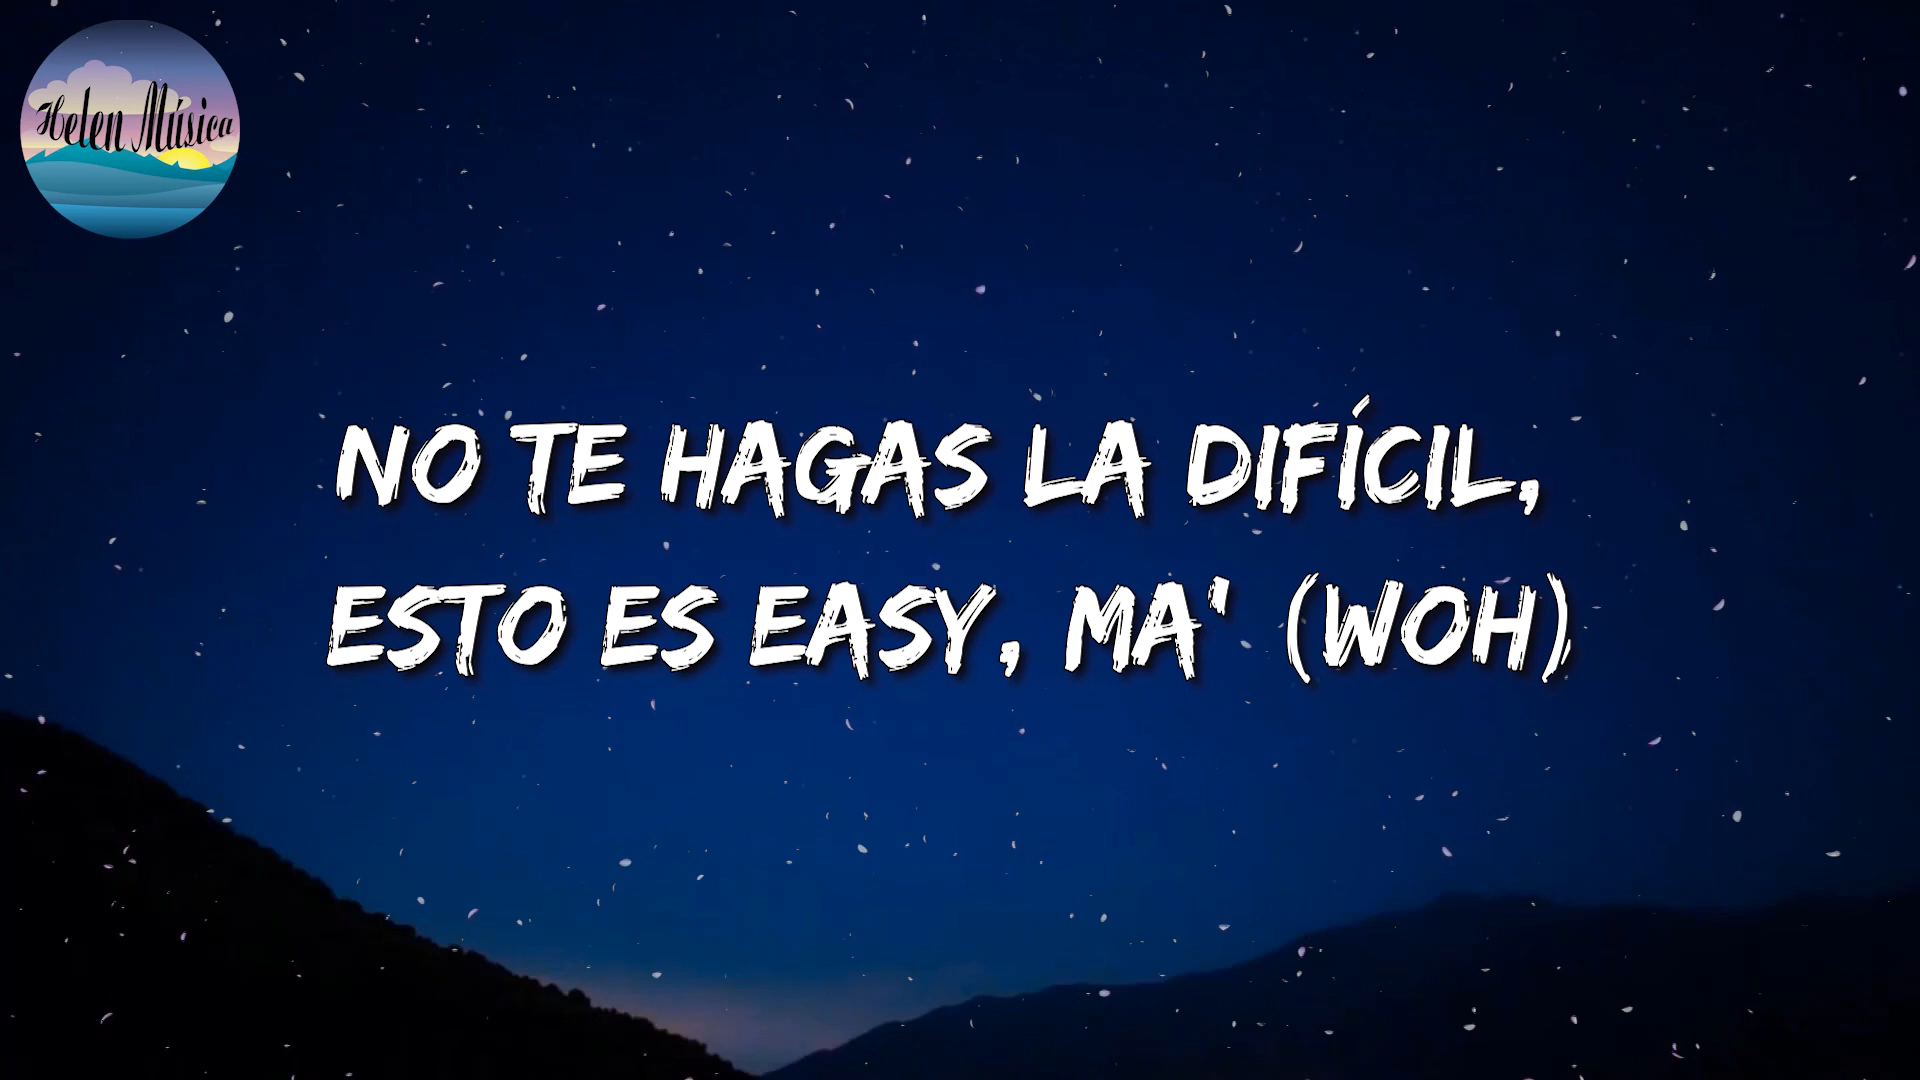 Helen Música
NO TE HAGAS LA DIFÍCIL,
ESTO ES EASY, MA' (WOH)